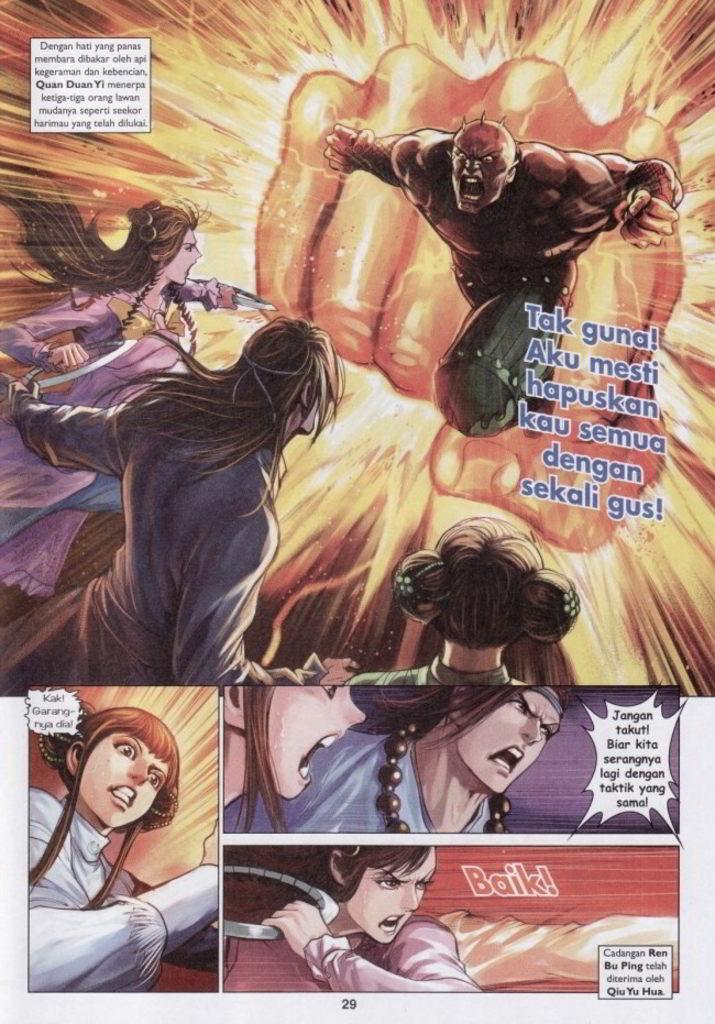 Dengan hati yang panas
membara dibakar oleh api
kegeraman dan kebencian,
Quan Duan Yi menerpa
ketiga-tiga orang lawan
mudanya seperti seekor
harimau yang telah dilukai.
Tak guna!
Aku mesti
hapuskan
kau semua
dengan
sekali gus!
Kak!
Garang-
nya dia!
Jangan
takut!
Biar kita
serangnya
lagi dengan
taktik yang
sama!
Baik!
Cadangan Ren
Bu Ping telah
diterima oleh
Qiu Yu Hua.
29